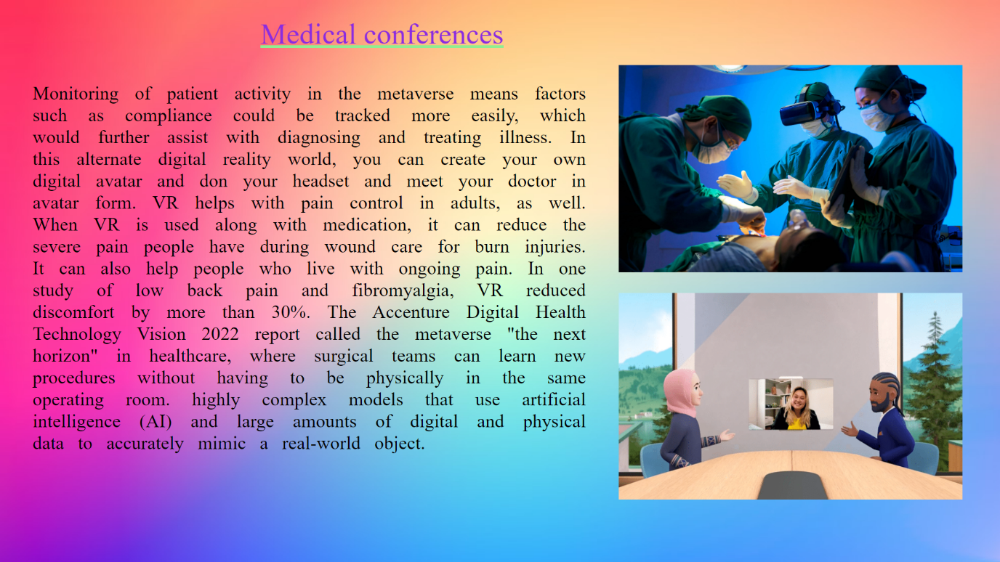 Medical conferences
Monitoring of patient activity in the metaverse means factors
such as compliance could be tracked more easily, which
would further assist with diagnosing and treating illness. In
this alternate digital reality world, you can create your own
digital avatar and don your headset and meet your doctor in
avatar form. VR helps with pain control in adults, as well.
When VR is used along with medication, it can reduce the
severe pain people have during wound care for burn injuries.
It can also help people who live with ongoing pain. In one
study of low back pain and fibromyalgia, VR reduced
discomfort by more than 30%. The Accenture Digital Health
Technology Vision 2022 report called the metaverse "the next
horizon" in healthcare, where surgical teams can learn new
procedures without having to be physically in the same
operating room. highly complex models that use artificial
intelligence (AI) and large amounts of digital and physical
data to accurately mimic a real-world object.